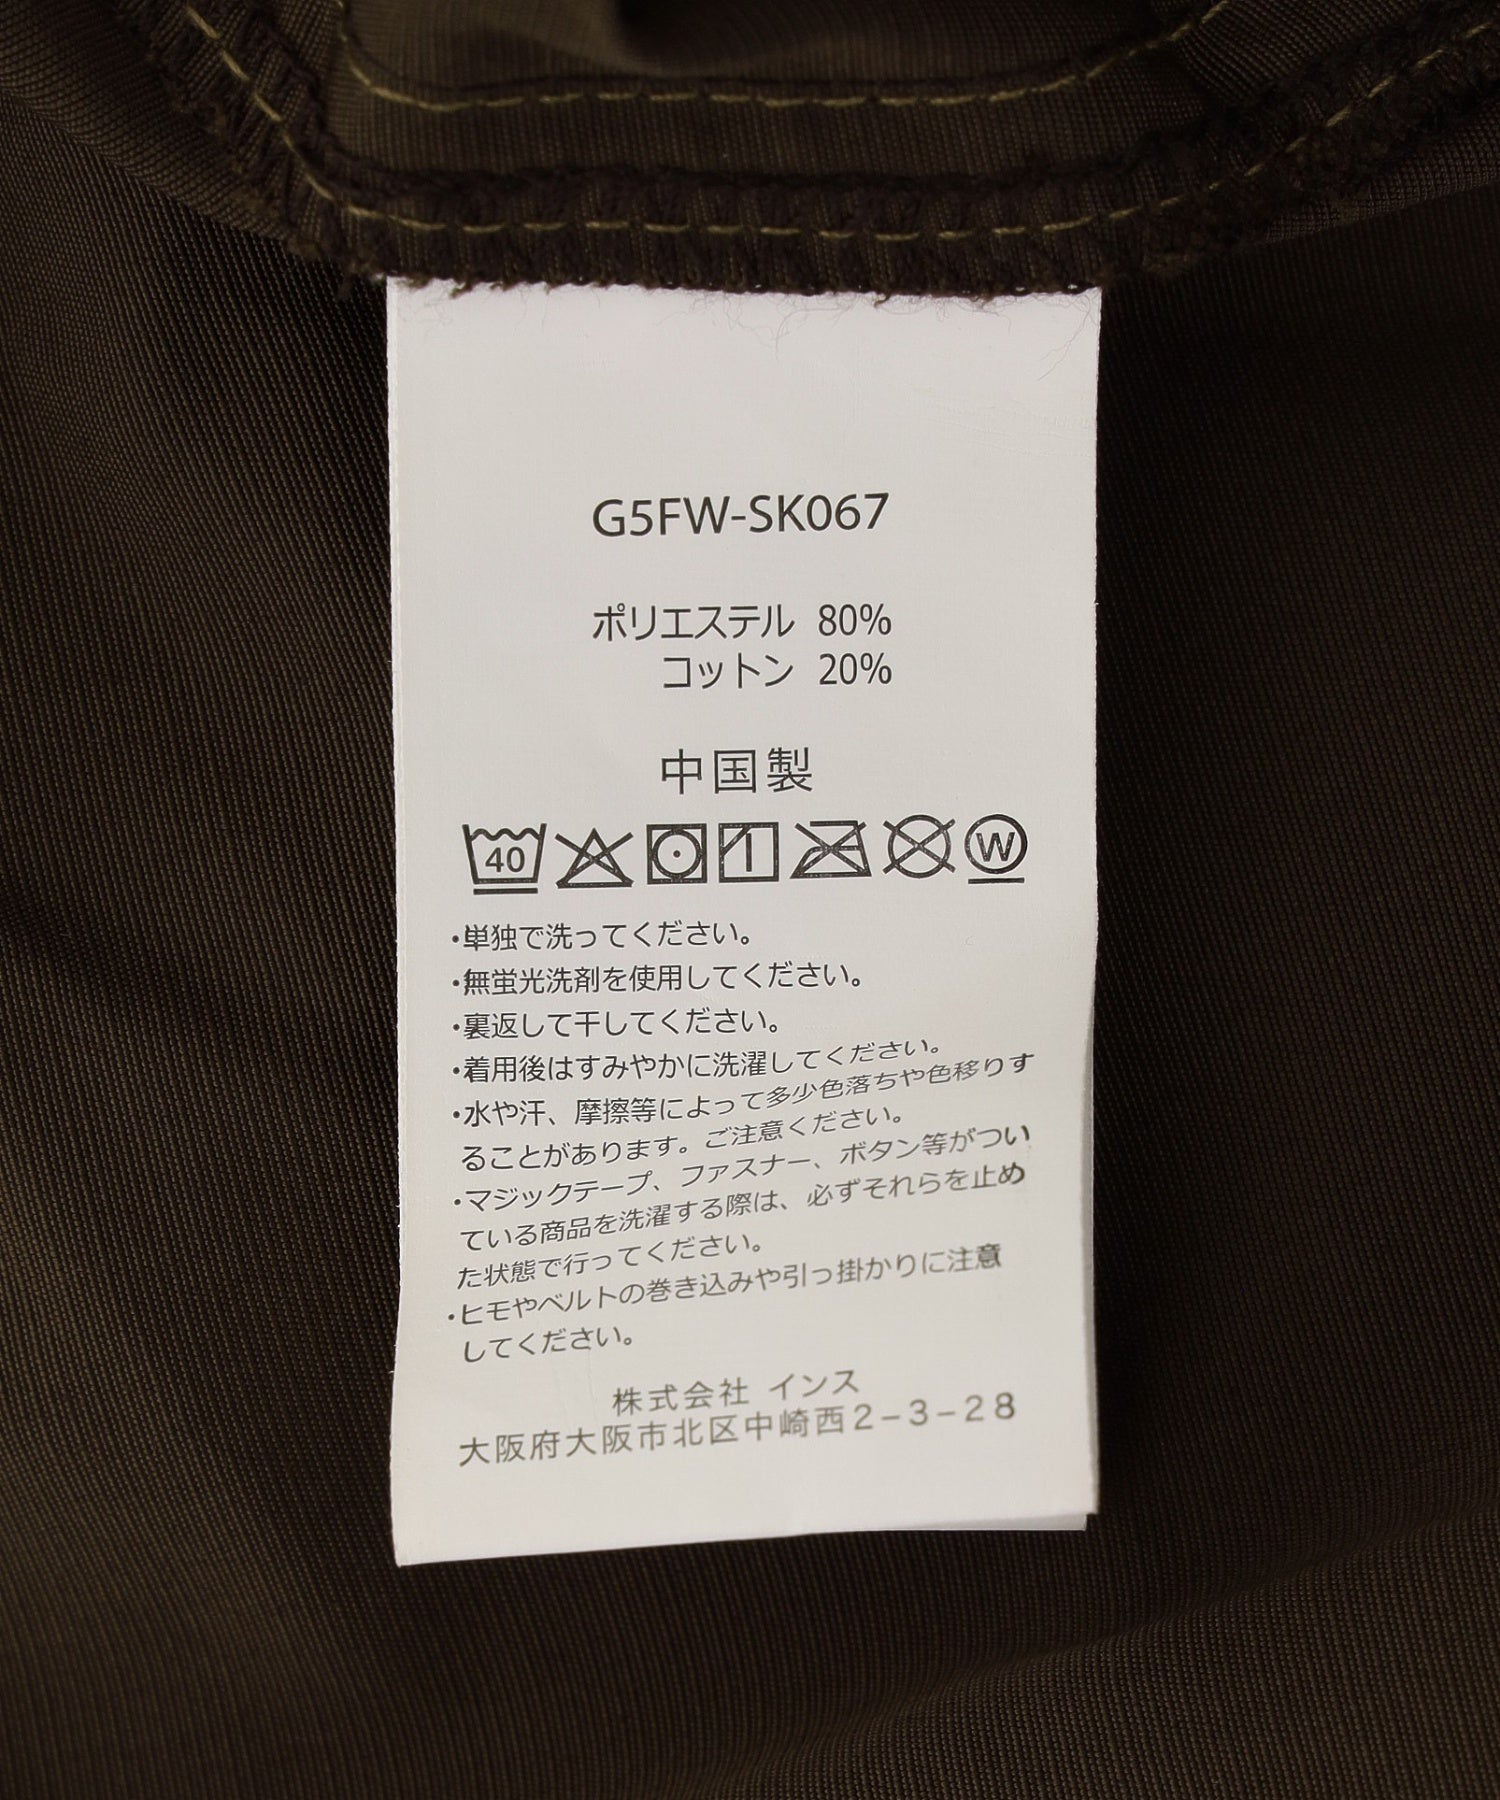 G5FW-SK067
ポリエステル 80%
コットン 20%
中国製
40 W
・単独で洗ってください。
・無蛍光洗剤を使用してください。
・裏返して干してください。
・着用後はすみやかに洗濯してください。
・水や汗、摩擦等によって多少色落ちや色移りす
ることがあります。ご注意ください。
・マジックテープ、ファスナー、ボタン等がつい
ている商品を洗濯する際は、必ずそれらを止め
た状態で行ってください。
・ヒモやベルトの巻き込みや引っ掛かりに注意
してください。
株式会社 インス
大阪府大阪市北区中崎西2-3-28